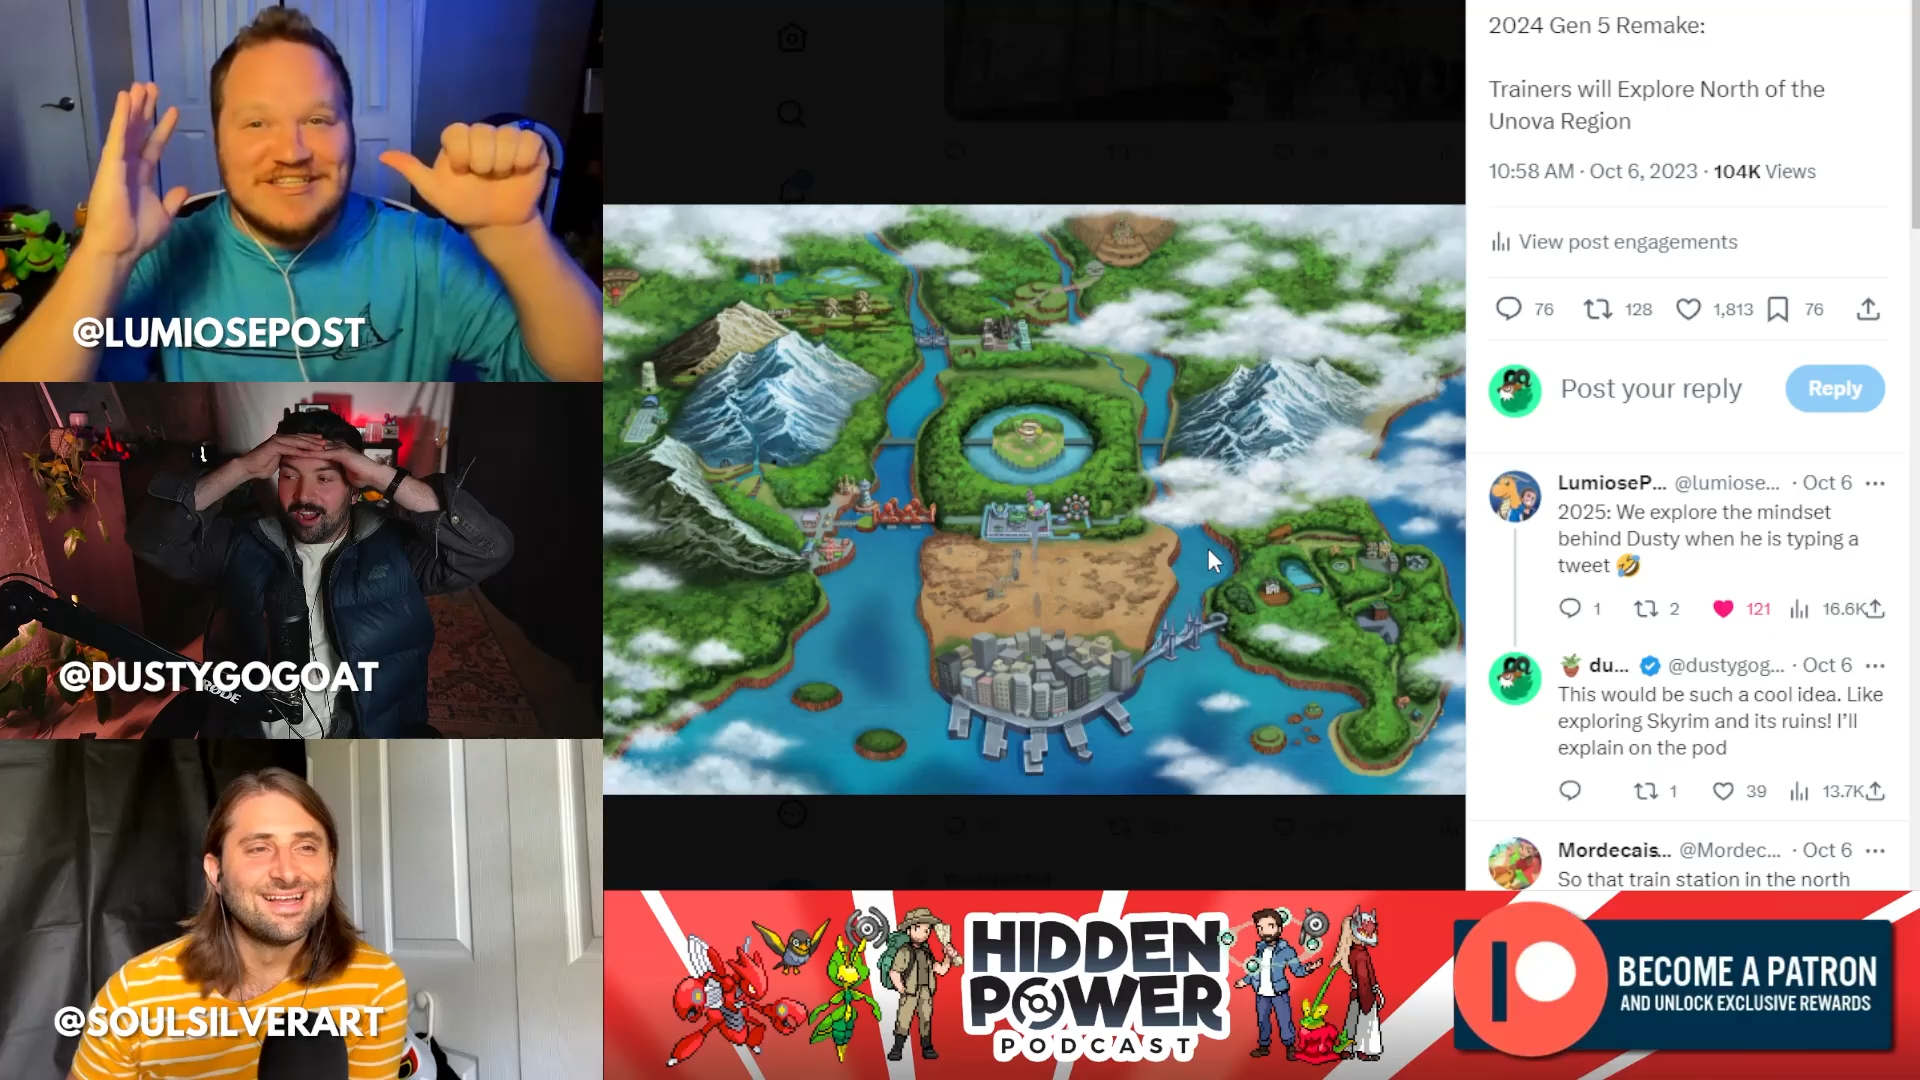 @LUMIOSEPOST
RØDE
@DUSTYGOGOAT
@SOULSILVERART
2024 Gen 5 Remake:
Trainers will Explore North of the
Unova Region
10:58 AM · Oct 6, 2023 · 104K Views
View post engagements
76 128 1,813 76
Post your reply
Reply
LumioseP... @lumiose... · Oct 6 ···
2025: We explore the mindset
behind Dusty when he is typing a
tweet 🤣
1 2 121 16.6K
🪴 du... @dustygog... · Oct 6 ···
This would be such a cool idea. Like
exploring Skyrim and its ruins! I’ll
explain on the pod
1 39 13.7K
Mordecais... @Mordec... · Oct 6 ···
So that train station in the north
HIDDEN
POWER
PODCAST
BECOME A PATRON
AND UNLOCK EXCLUSIVE REWARDS